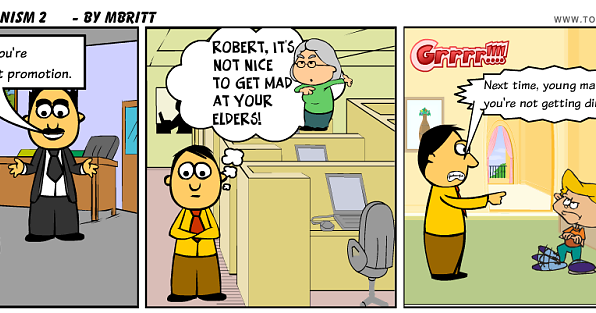 NISM 2 - BY MBRITT
WWW.TO
ou're
t promotion.
ROBERT, IT'S
NOT NICE
TO GET MAD
AT YOUR
ELDERS!
Grrrr!!!!
Next time, young ma
you're not getting di